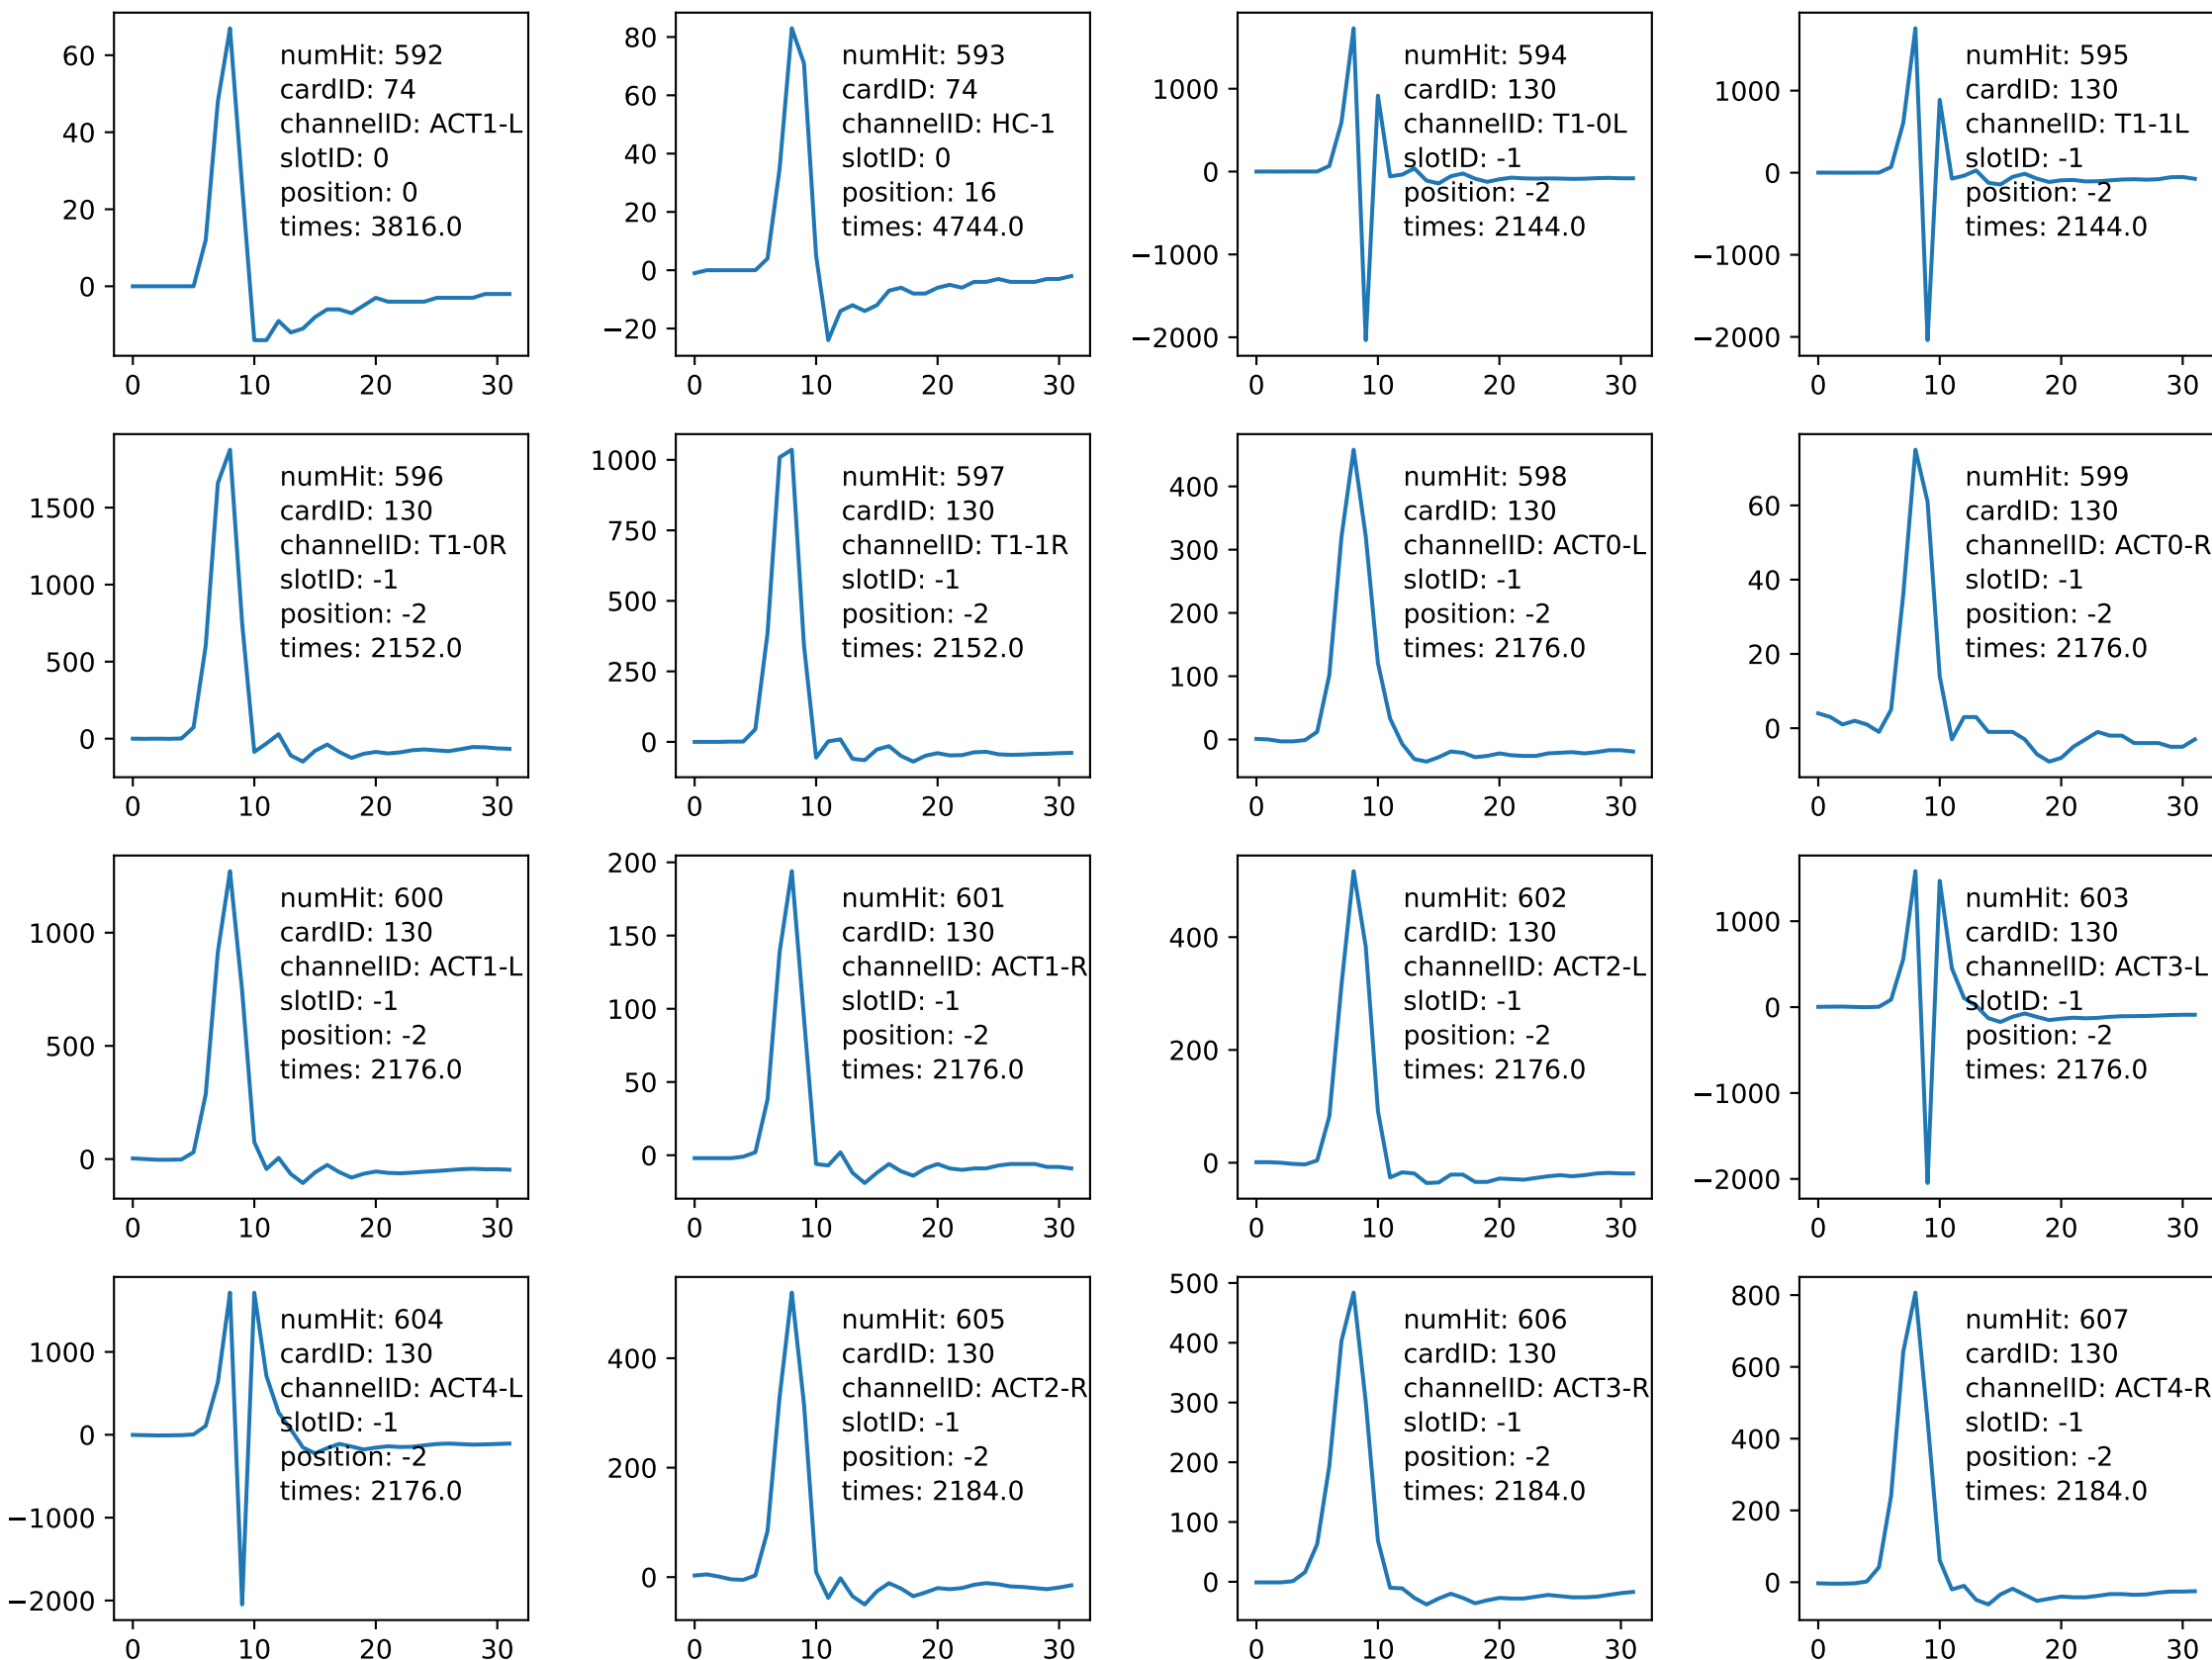 60
40
20
0
0
10
20
30
numHit: 592
cardID: 74
channelID: ACT1-L
slotID: 0
position: 0
times: 3816.0
80
60
40
20
0
−20
0
10
20
30
numHit: 593
cardID: 74
channelID: HC-1
slotID: 0
position: 16
times: 4744.0
1000
0
−1000
−2000
0
10
20
30
numHit: 594
cardID: 130
channelID: T1-0L
slotID: -1
position: -2
times: 2144.0
1000
0
−1000
−2000
0
10
20
30
numHit: 595
cardID: 130
channelID: T1-1L
slotID: -1
position: -2
times: 2144.0
1500
1000
500
0
0
10
20
30
numHit: 596
cardID: 130
channelID: T1-0R
slotID: -1
position: -2
times: 2152.0
1000
750
500
250
0
0
10
20
30
numHit: 597
cardID: 130
channelID: T1-1R
slotID: -1
position: -2
times: 2152.0
400
300
200
100
0
0
10
20
30
numHit: 598
cardID: 130
channelID: ACT0-L
slotID: -1
position: -2
times: 2176.0
60
40
20
0
0
10
20
30
numHit: 599
cardID: 130
channelID: ACT0-R
slotID: -1
position: -2
times: 2176.0
1000
500
0
0
10
20
30
numHit: 600
cardID: 130
channelID: ACT1-L
slotID: -1
position: -2
times: 2176.0
200
150
100
50
0
0
10
20
30
numHit: 601
cardID: 130
channelID: ACT1-R
slotID: -1
position: -2
times: 2176.0
400
200
0
0
10
20
30
numHit: 602
cardID: 130
channelID: ACT2-L
slotID: -1
position: -2
times: 2176.0
1000
0
−1000
−2000
0
10
20
30
numHit: 603
cardID: 130
channelID: ACT3-L
slotID: -1
position: -2
times: 2176.0
1000
0
−1000
−2000
0
10
20
30
numHit: 604
cardID: 130
channelID: ACT4-L
slotID: -1
position: -2
times: 2176.0
400
200
0
0
10
20
30
numHit: 605
cardID: 130
channelID: ACT2-R
slotID: -1
position: -2
times: 2184.0
500
400
300
200
100
0
0
10
20
30
numHit: 606
cardID: 130
channelID: ACT3-R
slotID: -1
position: -2
times: 2184.0
800
600
400
200
0
0
10
20
30
numHit: 607
cardID: 130
channelID: ACT4-R
slotID: -1
position: -2
times: 2184.0